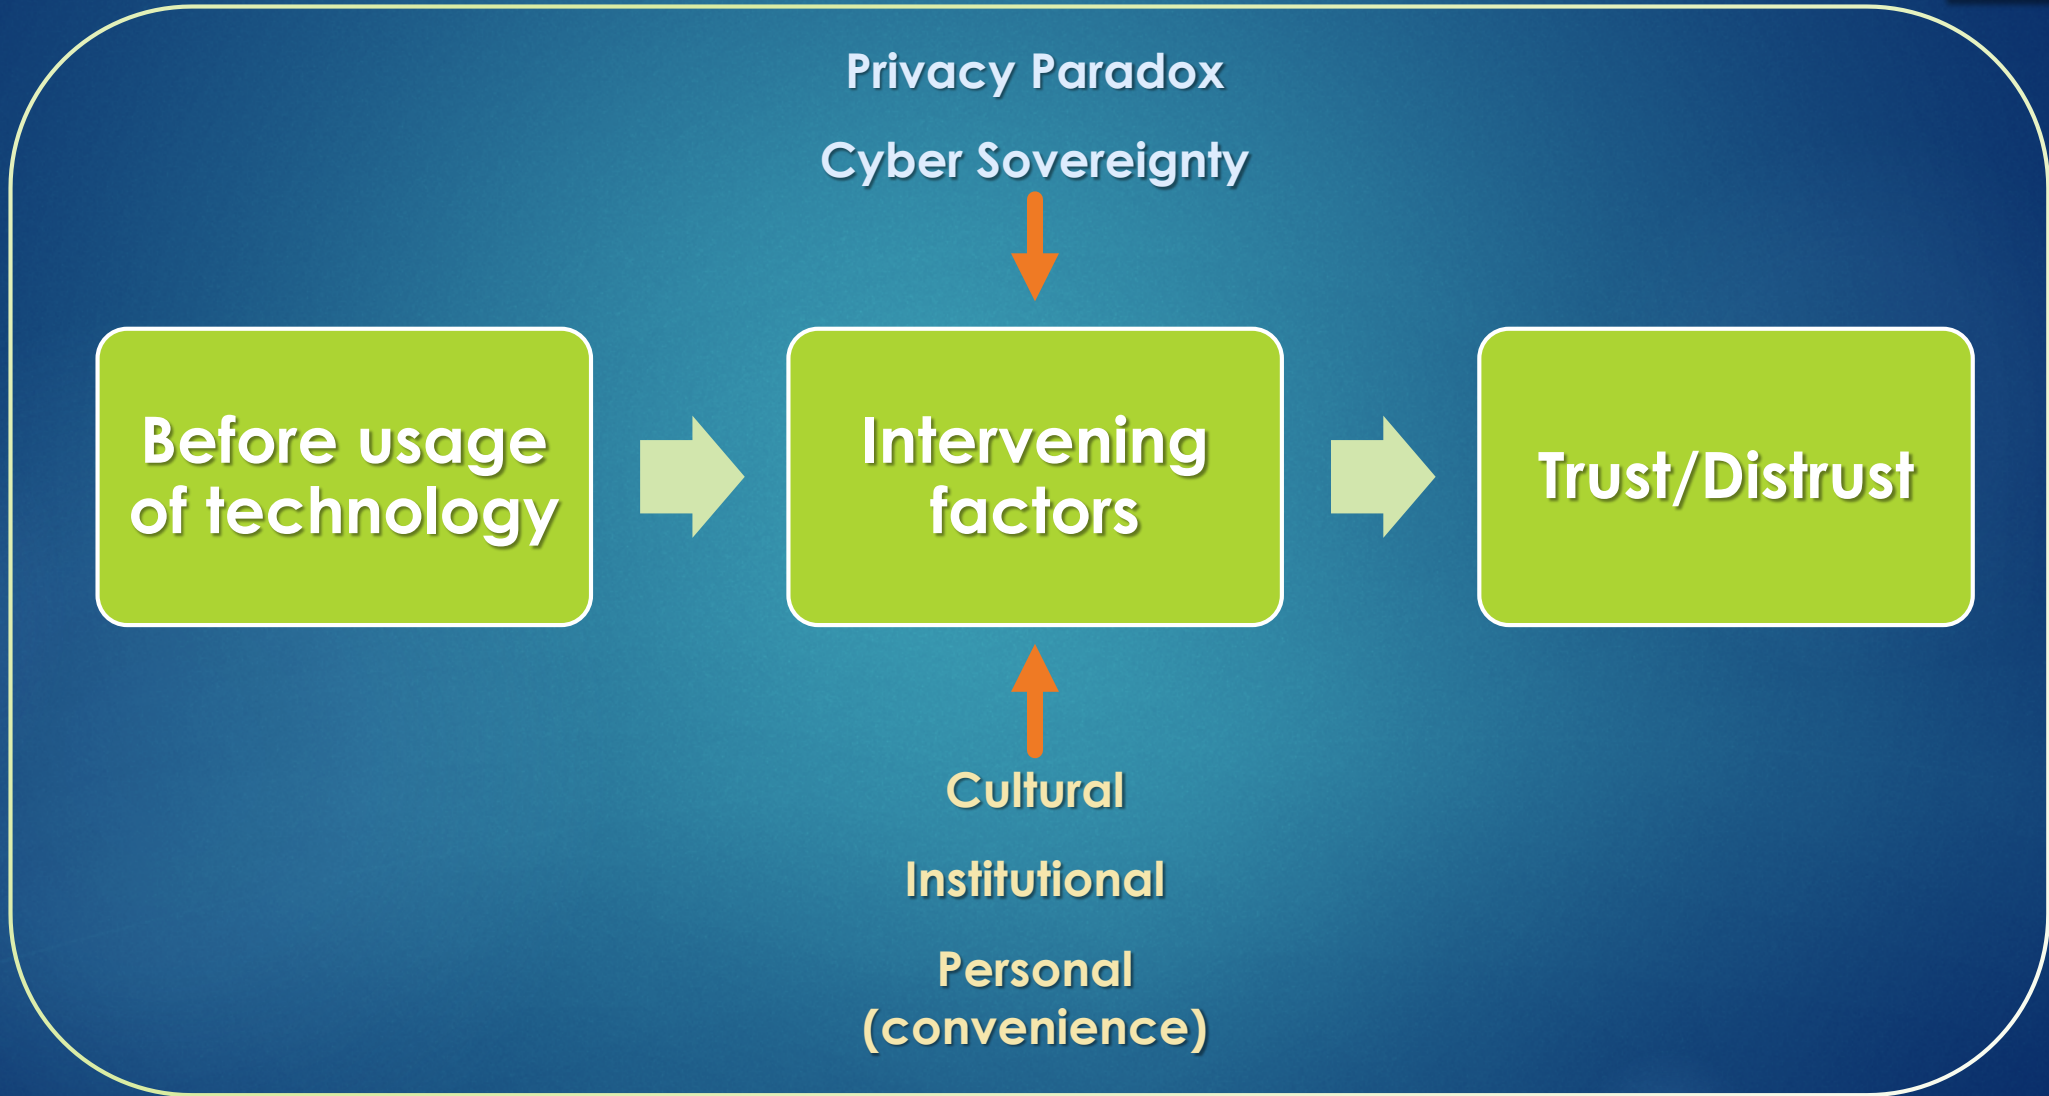 Privacy Paradox
Cyber Sovereignty
Before usage
of technology
Intervening
factors
Trust/Distrust
Cultural
Institutional
Personal
(convenience)